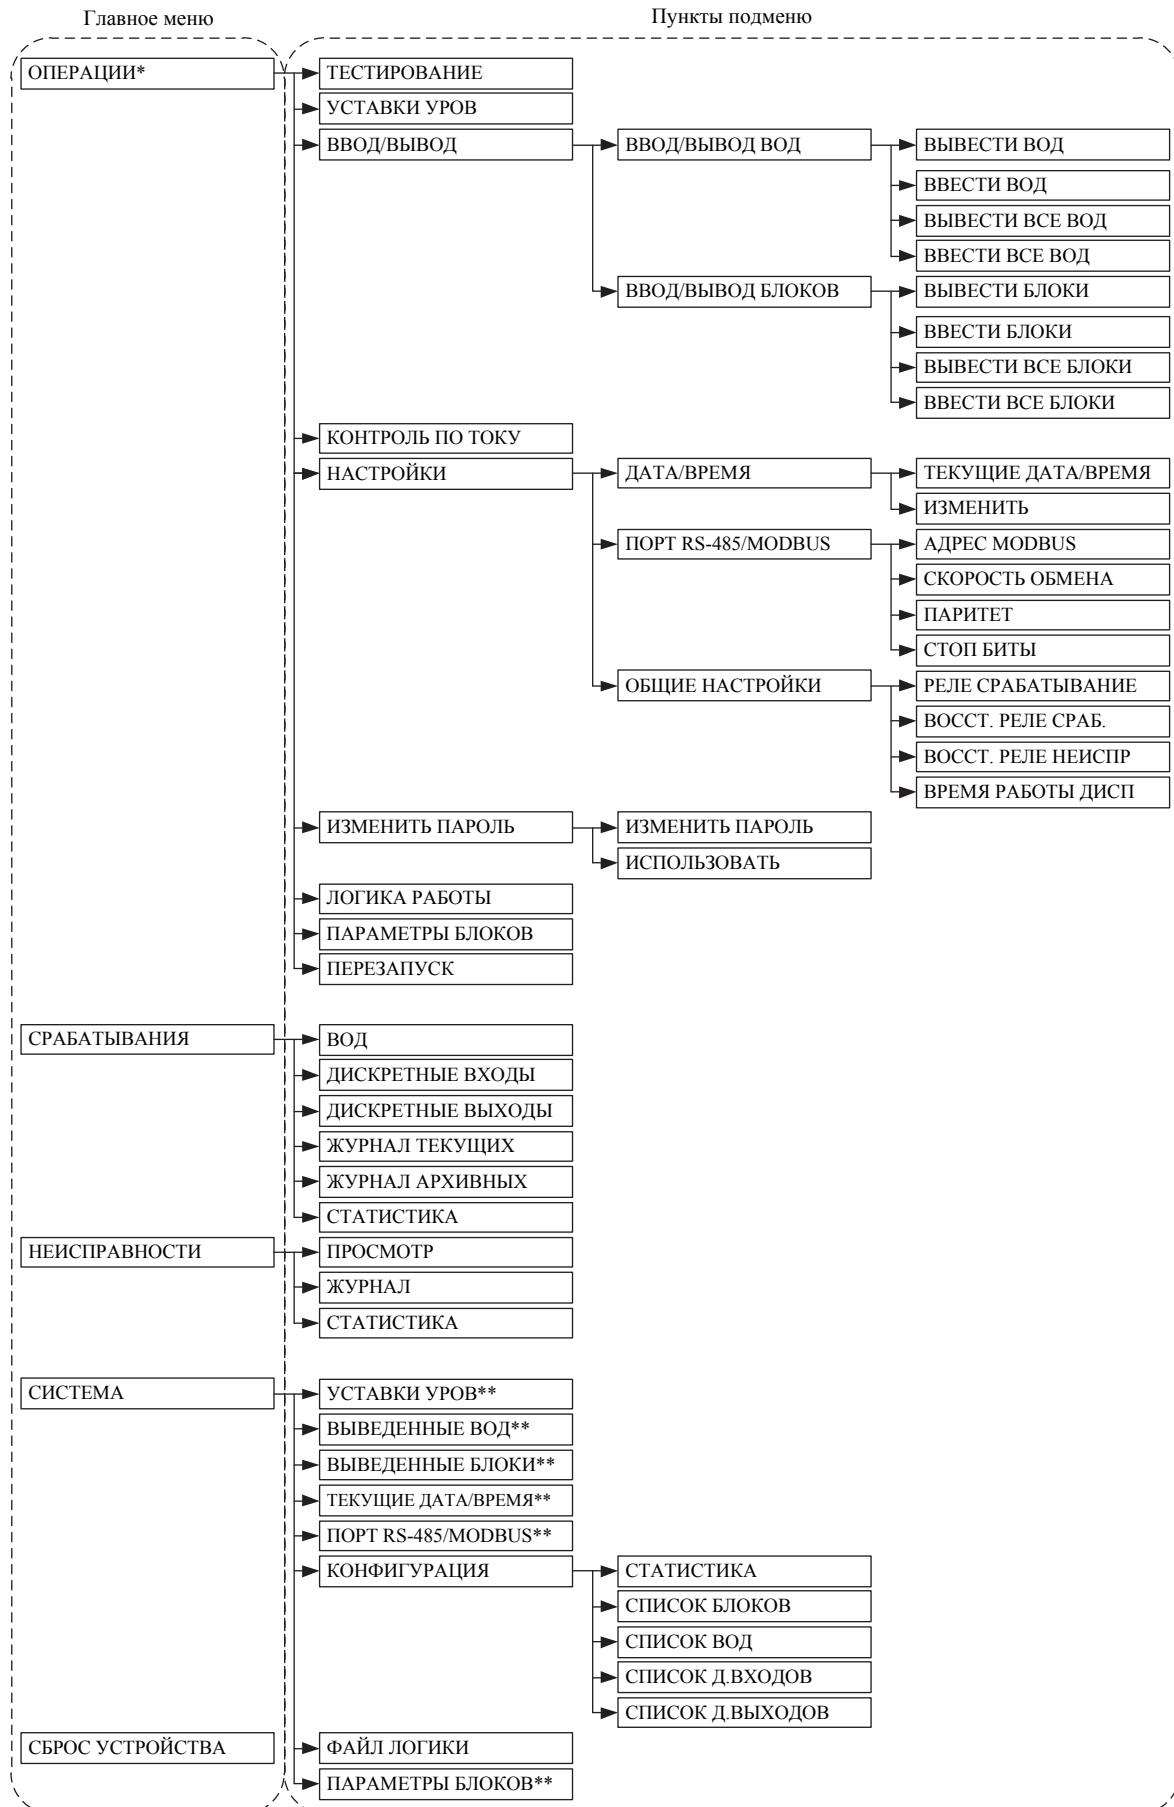 Главное меню
Пункты подменю
ОПЕРАЦИИ*
ТЕСТИРОВАНИЕ
УСТАВКИ УРОВ
ВВОД/ВЫВОД
ВВОД/ВЫВОД ВОД
ВЫВЕСТИ ВОД
ВВЕСТИ ВОД
ВЫВЕСТИ ВСЕ ВОД
ВВЕСТИ ВСЕ ВОД
ВВОД/ВЫВОД БЛОКОВ
ВЫВЕСТИ БЛОКИ
ВВЕСТИ БЛОКИ
ВЫВЕСТИ ВСЕ БЛОКИ
ВВЕСТИ ВСЕ БЛОКИ
КОНТРОЛЬ ПО ТОКУ
НАСТРОЙКИ
ДАТА/ВРЕМЯ
ТЕКУЩИЕ ДАТА/ВРЕМЯ
ИЗМЕНИТЬ
ПОРТ RS-485/MODBUS
АДРЕС MODBUS
СКОРОСТЬ ОБМЕНА
ПАРИТЕТ
СТОП БИТЫ
ОБЩИЕ НАСТРОЙКИ
РЕЛЕ СРАБАТЫВАНИЕ
ВОССТ. РЕЛЕ СРАБ.
ВОССТ. РЕЛЕ НЕИСПР
ВРЕМЯ РАБОТЫ ДИСП
ИЗМЕНИТЬ ПАРОЛЬ
ИЗМЕНИТЬ ПАРОЛЬ
ИСПОЛЬЗОВАТЬ
ЛОГИКА РАБОТЫ
ПАРАМЕТРЫ БЛОКОВ
ПЕРЕЗАПУСК
СРАБАТЫВАНИЯ
ВОД
ДИСКРЕТНЫЕ ВХОДЫ
ДИСКРЕТНЫЕ ВЫХОДЫ
ЖУРНАЛ ТЕКУЩИХ
ЖУРНАЛ АРХИВНЫХ
СТАТИСТИКА
НЕИСПРАВНОСТИ
ПРОСМОТР
ЖУРНАЛ
СТАТИСТИКА
СИСТЕМА
УСТАВКИ УРОВ**
ВЫВЕДЕННЫЕ ВОД**
ВЫВЕДЕННЫЕ БЛОКИ**
ТЕКУЩИЕ ДАТА/ВРЕМЯ**
ПОРТ RS-485/MODBUS**
КОНФИГУРАЦИЯ
СТАТИСТИКА
СПИСОК БЛОКОВ
СПИСОК ВОД
СПИСОК Д.ВХОДОВ
СПИСОК Д.ВЫХОДОВ
СБРОС УСТРОЙСТВА
ФАЙЛ ЛОГИКИ
ПАРАМЕТРЫ БЛОКОВ**